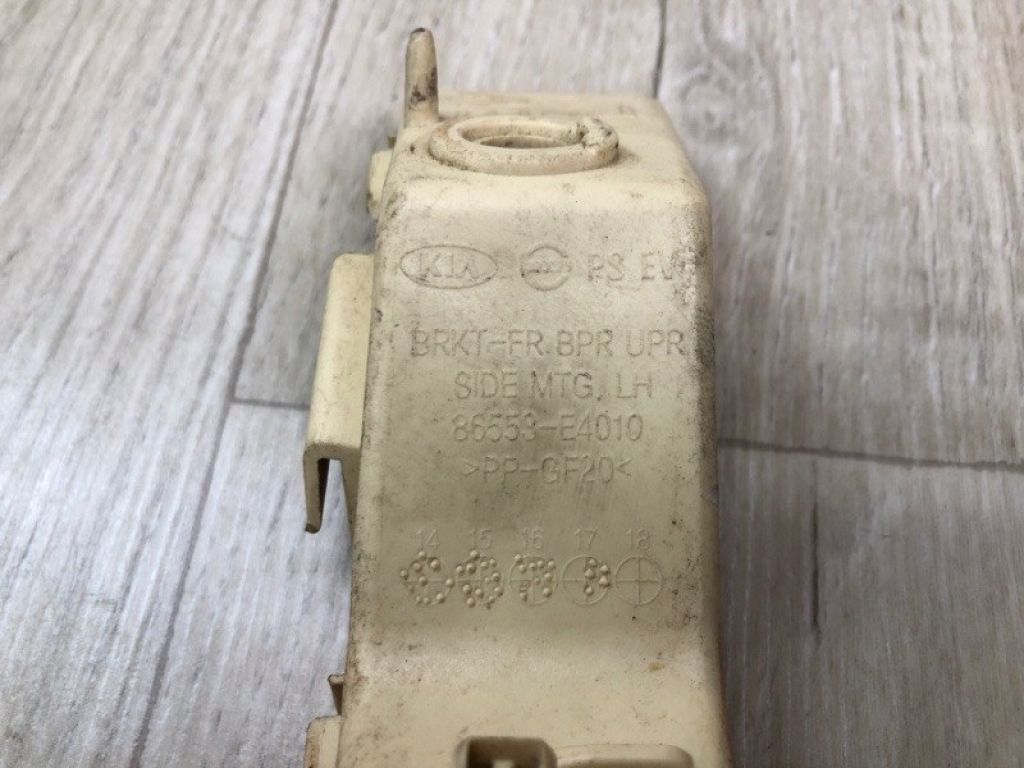 KIA PS EV
BRKT-FR BPR UPR
SIDE MTG, LH
86553-E4010
>PP-GF20<
14 15 16 17 18